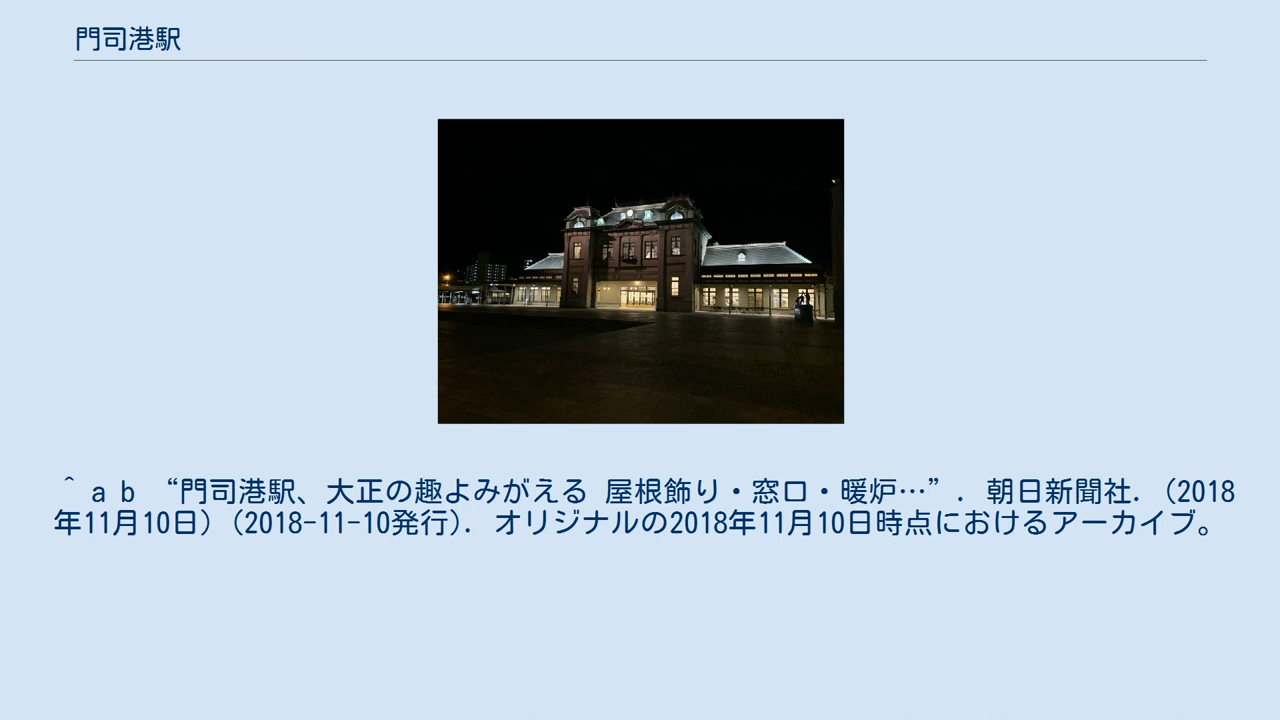 門司港駅
^ a b “門司港駅、大正の趣よみがえる 屋根飾り・窓口・暖炉…”. 朝日新聞社. (2018
年11月10日) (2018-11-10発行). オリジナルの2018年11月10日時点におけるアーカイブ。